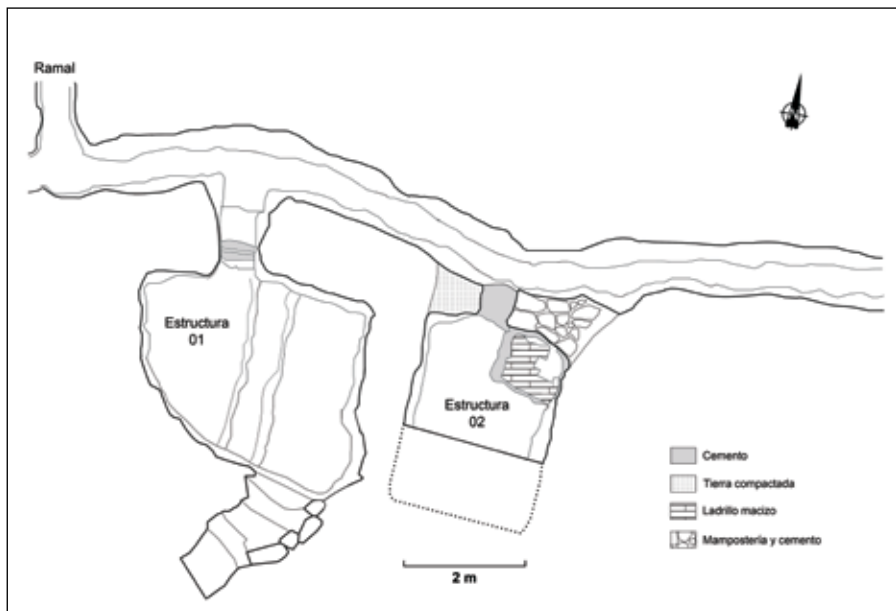 Ramal
Estructura
01
Estructura
02
Cemento
Tierra compactada
Ladrillo macizo
Mampostería y cemento
2 m